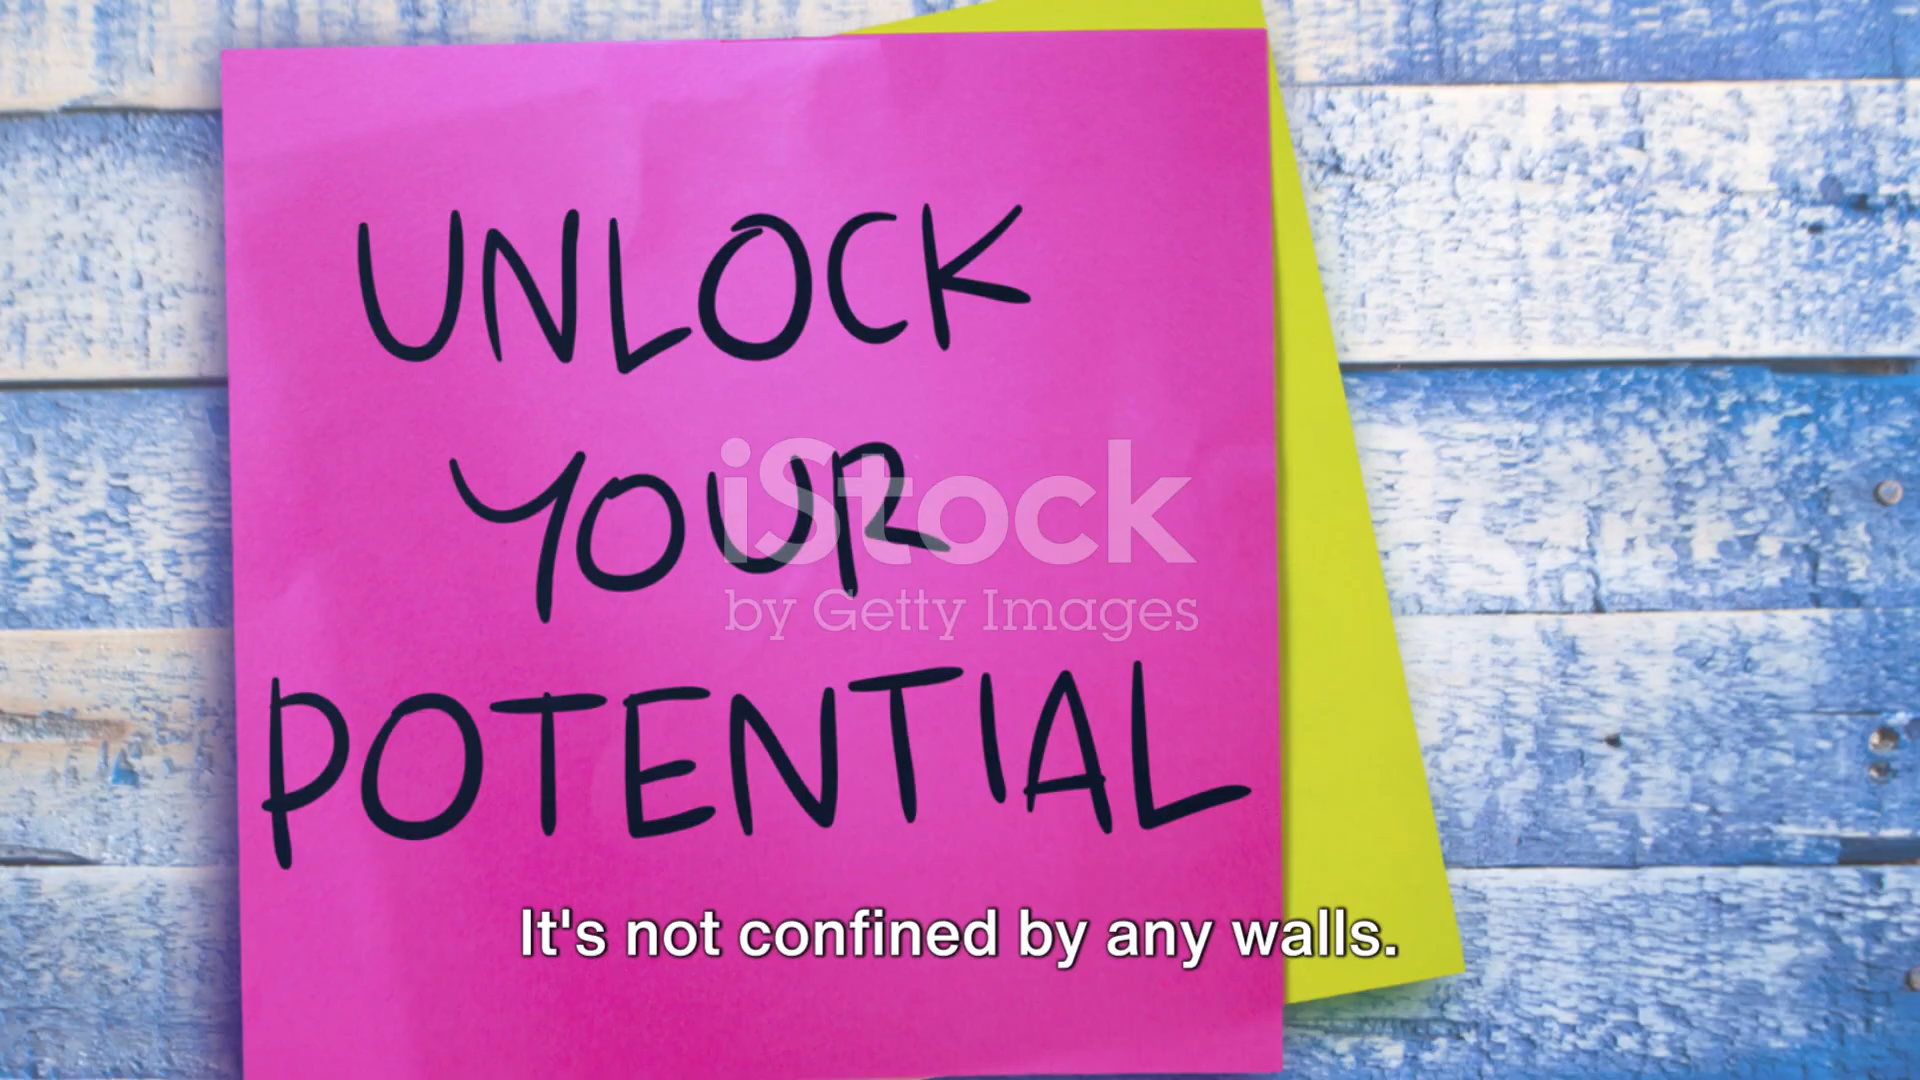 UNLOCK
YOUR
POTENTIAL
iStock
by Getty Images
It's not confined by any walls.